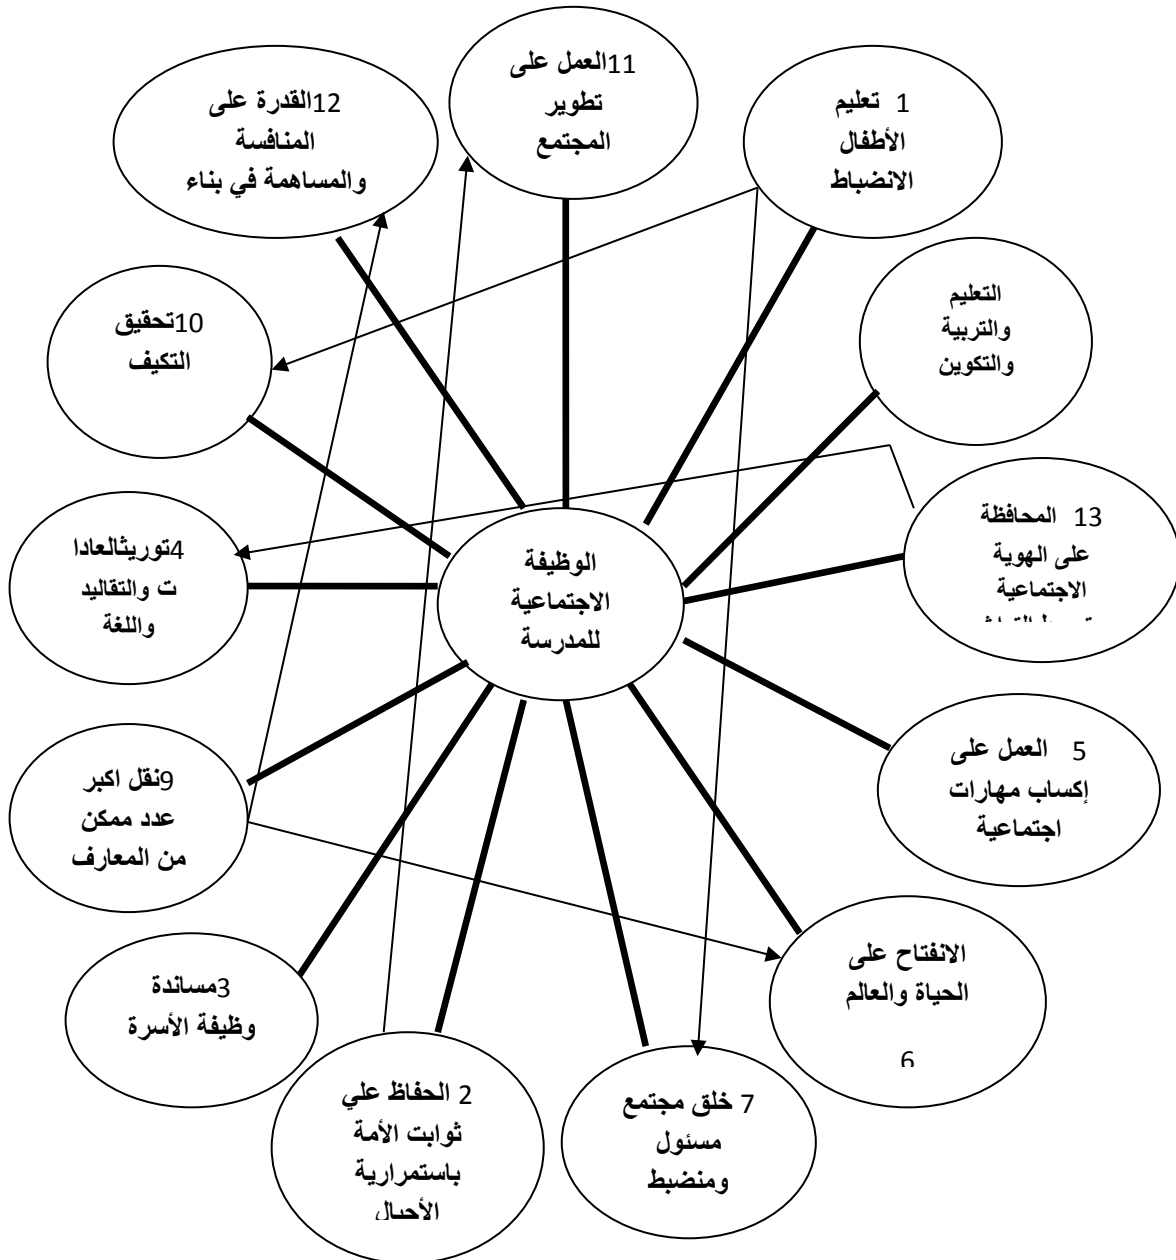 11العمل على
تطوير
المجتمع
1 تعليم
الأطفال
الانضباط
12القدرة على
المنافسة
والمساهمة في بناء
التعليم
والتربية
والتكوين
10تحقيق
التكيف
13 المحافظة
على الهوية
الاجتماعية
4توريثالعادا
ت والتقاليد
واللغة
الوظيفة
الاجتماعية
للمدرسة
5 العمل على
إكساب مهارات
اجتماعية
9نقل اكبر
عدد ممكن
من المعارف
الانفتاح على
الحياة والعالم
6
3مساندة
وظيفة الأسرة
2 الحفاظ علي
ثوابت الأمة
باستمرارية
الأجيال
7 خلق مجتمع
مسئول
ومنضبط